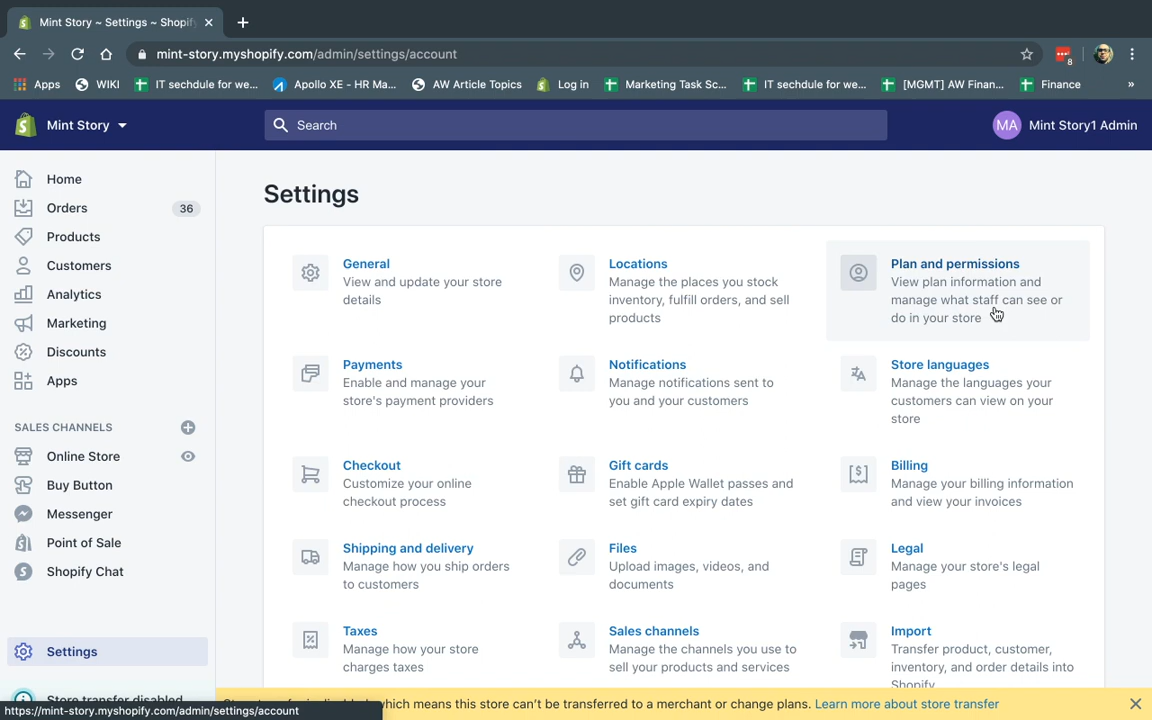 Mint Story ~ Settings ~ Shopif
mint-story.myshopify.com/admin/settings/account
8
Apps
WIKI
IT sechdule for we...
Apollo XE - HR Ma...
AW Article Topics
Log in
Marketing Task Sc...
IT sechdule for we...
[MGMT] AW Finan...
Finance
»
Mint Story
Search
MA
Mint Story1 Admin
Home
Orders
36
Products
Customers
Analytics
Marketing
Discounts
Apps
SALES CHANNELS
Online Store
Buy Button
Messenger
Point of Sale
Shopify Chat
Settings
Store transfer disabled
https://mint-story.myshopify.com/admin/settings/account
Settings
General
View and update your store
details
Locations
Manage the places you stock
inventory, fulfill orders, and sell
products
Plan and permissions
View plan information and
manage what staff can see or
do in your store
Payments
Enable and manage your
store's payment providers
Notifications
Manage notifications sent to
you and your customers
Store languages
Manage the languages your
customers can view on your
store
Checkout
Customize your online
checkout process
Gift cards
Enable Apple Wallet passes and
set gift card expiry dates
Billing
Manage your billing information
and view your invoices
Shipping and delivery
Manage how you ship orders
to customers
Files
Upload images, videos, and
documents
Legal
Manage your store's legal
pages
Taxes
Manage how your store
charges taxes
Sales channels
Manage the channels you use to
sell your products and services
Import
Transfer product, customer,
inventory, and order details into
Shopify
which means this store can't be transferred to a merchant or change plans. Learn more about store transfer